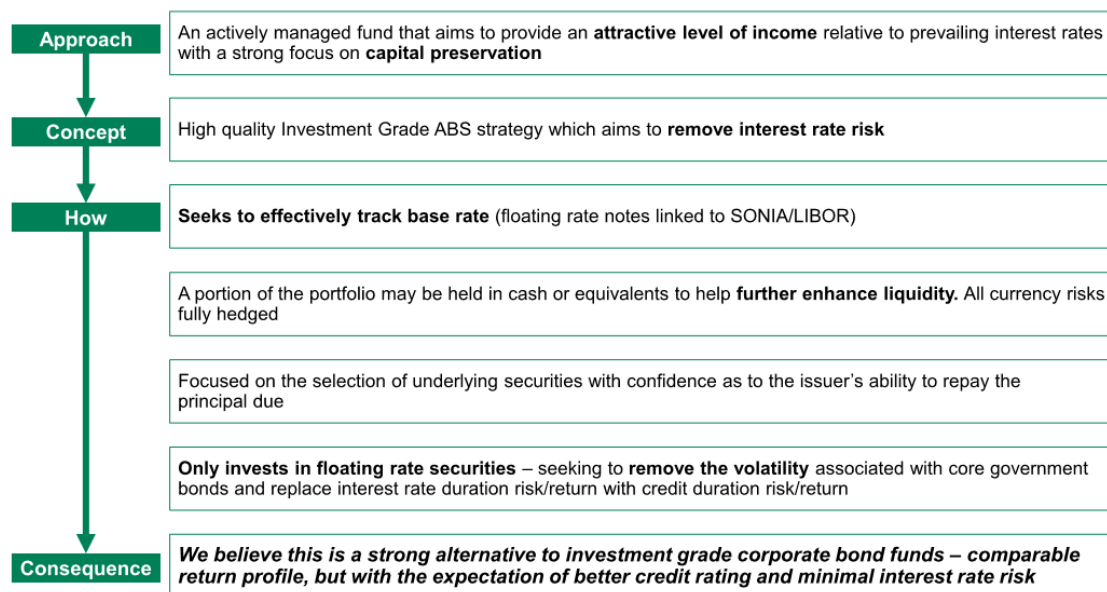 Approach
An actively managed fund that aims to provide an attractive level of income relative to prevailing interest rates
with a strong focus on capital preservation
Concept
High quality Investment Grade ABS strategy which aims to remove interest rate risk
How
Seeks to effectively track base rate (floating rate notes linked to SONIA/LIBOR)
A portion of the portfolio may be held in cash or equivalents to help further enhance liquidity. All currency risks
fully hedged
Focused on the selection of underlying securities with confidence as to the issuer's ability to repay the
principal due
Only invests in floating rate securities – seeking to remove the volatility associated with core government
bonds and replace interest rate duration risk/return with credit duration risk/return
Consequence
We believe this is a strong alternative to investment grade corporate bond funds – comparable
return profile, but with the expectation of better credit rating and minimal interest rate risk